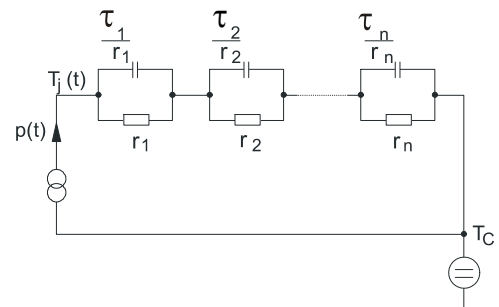 τ1/r1 τ2/r2 τn/rn
Tj(t)
p(t)
r1 r2 rn
TC